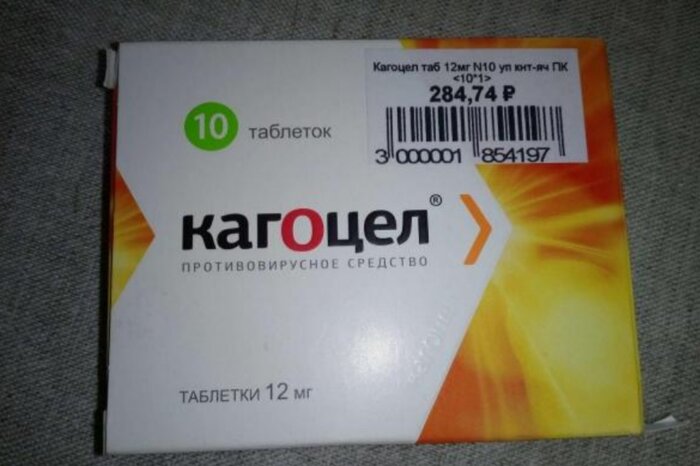 Кагоцел таб 12мг N10 уп кнт-яч ПК
<10*1>
284,74 ₽
3 000001 854197
10 таблеток
кагоцел®
ПРОТИВОВИРУСНОЕ СРЕДСТВО
ТАБЛЕТКИ 12 мг